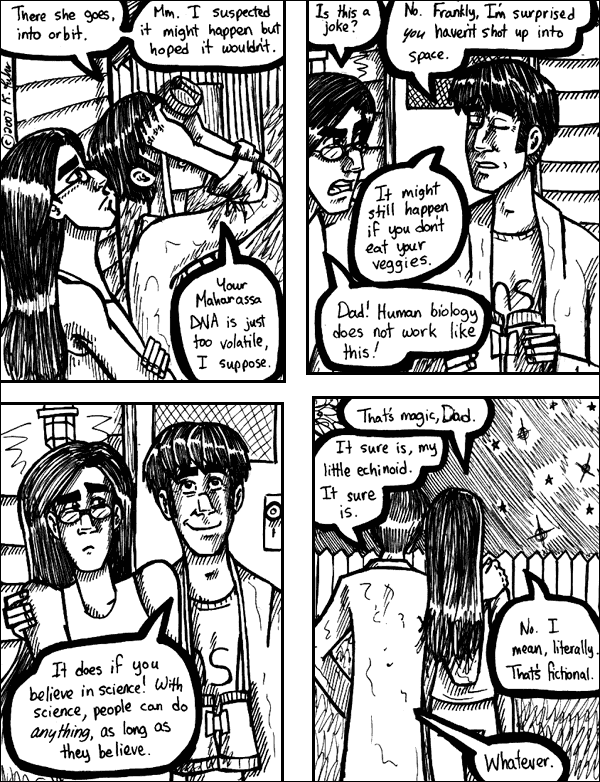 There she goes,
into orbit.
Mm. I suspected
it might happen but
hoped it wouldn't.
Your
Maharassa
DNA is just
too volatile,
I suppose.
Is this a
joke?
No. Frankly, I'm surprised
you haven't shot up into
space.
It might
still happen
if you don't
eat your
veggies.
Dad! Human biology
does not work like
this!
It does if you
believe in science! With
science, people can do
anything, as long as
they believe.
That's magic, Dad.
It sure is, my
little echinoid.
It sure
is.
No. I
mean, literally.
That's fictional.
Whatever.